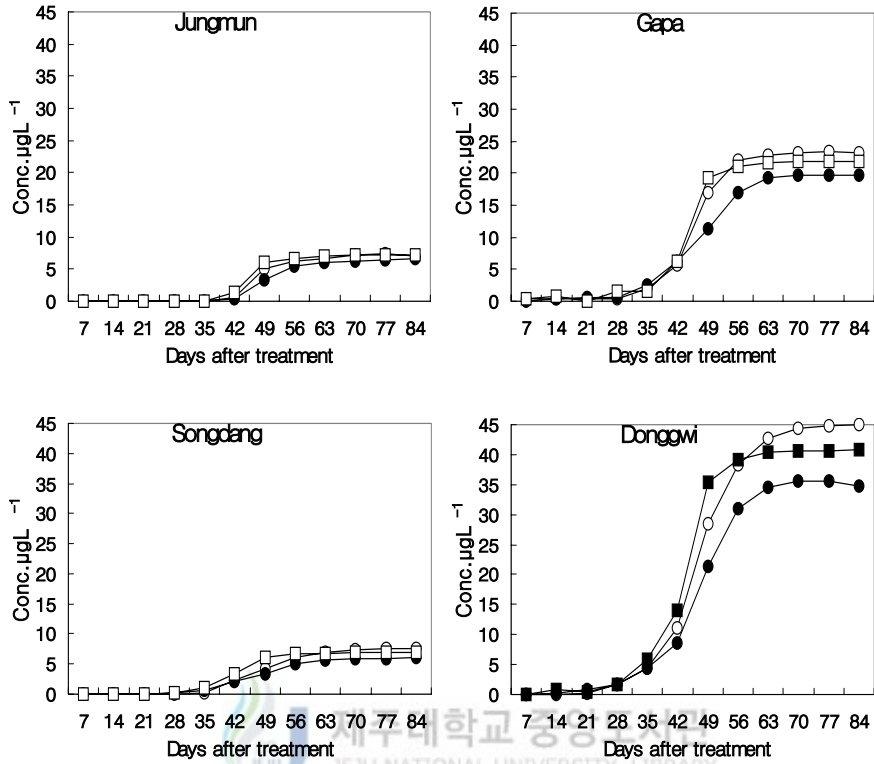 Jungmun
45
40
35
30
25
20
15
10
5
0
Conc.µgL⁻¹
7 14 21 28 35 42 49 56 63 70 77 84
Days after treatment
Gapa
45
40
35
30
25
20
15
10
5
0
Conc.µgL⁻¹
7 14 21 28 35 42 49 56 63 70 77 84
Days after treatment
Songdang
45
40
35
30
25
20
15
10
5
0
Conc.µgL⁻¹
7 14 21 28 35 42 49 56 63 70 77 84
Days after treatment
Donggwi
45
40
35
30
25
20
15
10
5
0
Conc.µgL⁻¹
7 14 21 28 35 42 49 56 63 70 77 84
Days after treatment
제주대학교 중앙도서관
JEJU NATIONAL UNIVERSITY LIBRARY